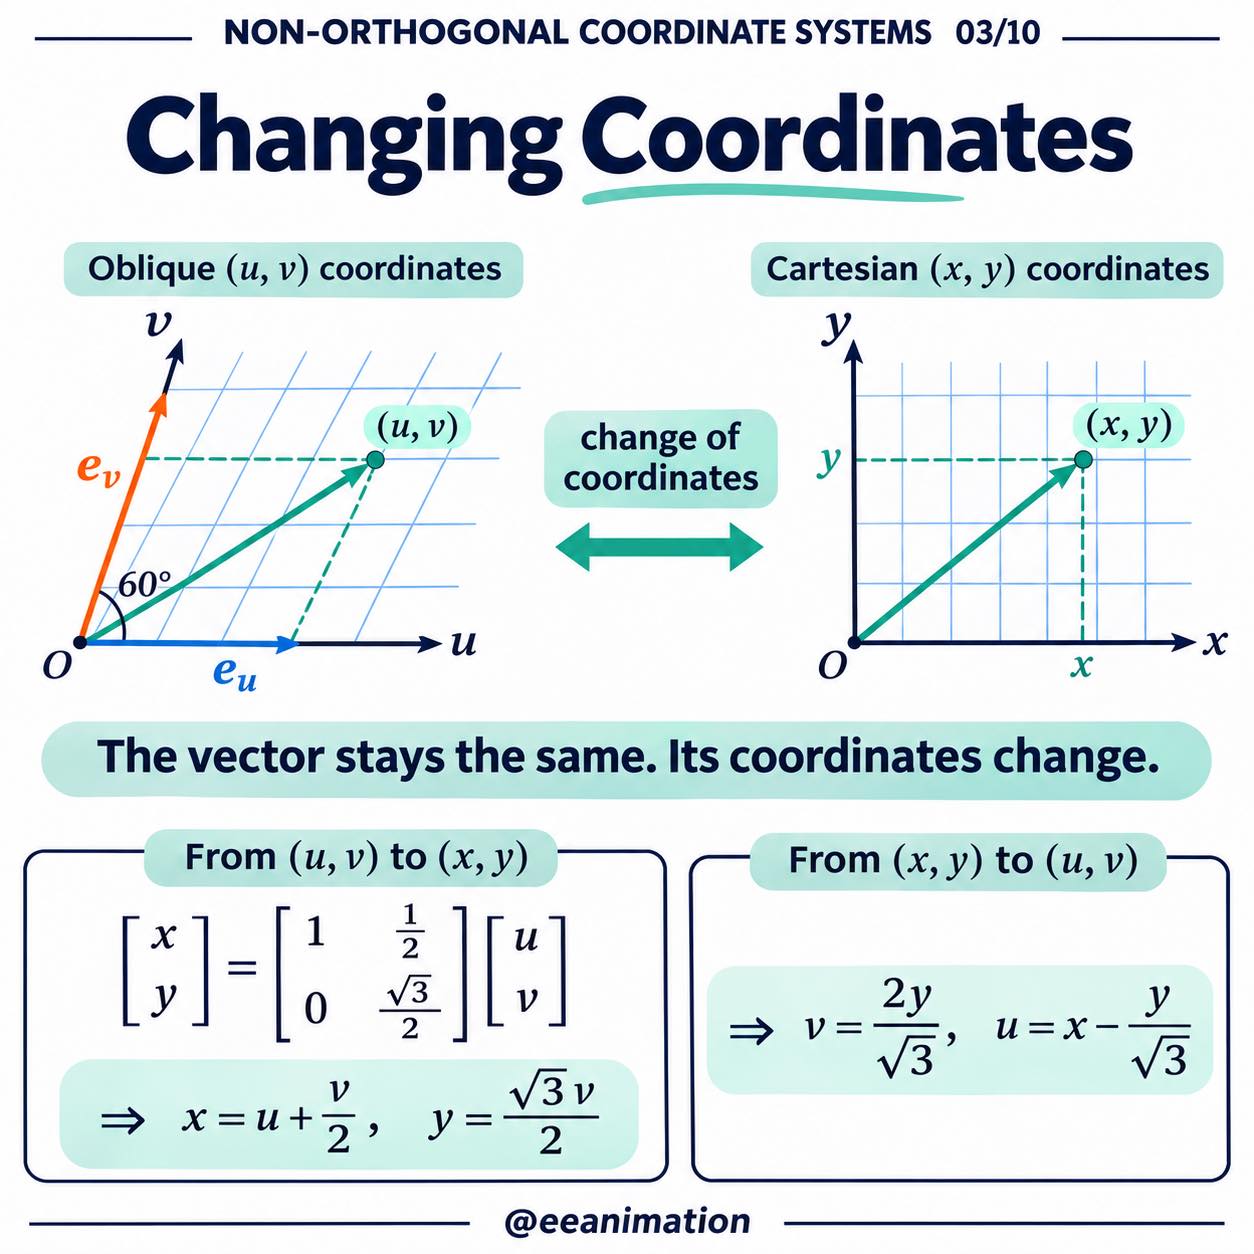 NON-ORTHOGONAL COORDINATE SYSTEMS 03/10
Changing Coordinates
Oblique (u, v) coordinates
Cartesian (x, y) coordinates
v
(u, v)
e_v
60°
O
e_u
u
change of
coordinates
y
(x, y)
y
O
x
x
The vector stays the same. Its coordinates change.
From (u, v) to (x, y)
[x y] = [1 1/2 0 √3/2] [u v]
⇒ x = u + v/2, y = √3 v/2
From (x, y) to (u, v)
⇒ v = 2y/√3, u = x − y/√3
@eeanimation